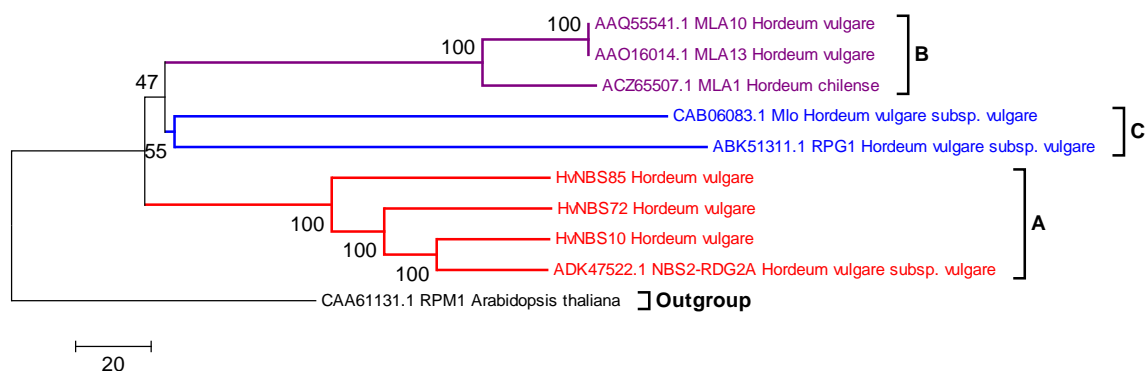 100
AAQ55541.1 MLA10 Hordeum vulgare
100
AAO16014.1 MLA13 Hordeum vulgare
B
ACZ65507.1 MLA1 Hordeum chilense
47
CAB06083.1 Mlo Hordeum vulgare subsp. vulgare
C
55
ABK51311.1 RPG1 Hordeum vulgare subsp. vulgare
HvNBS85 Hordeum vulgare
100
HvNBS72 Hordeum vulgare
A
100
HvNBS10 Hordeum vulgare
100
ADK47522.1 NBS2-RDG2A Hordeum vulgare subsp. vulgare
CAA61131.1 RPM1 Arabidopsis thaliana
Outgroup
20